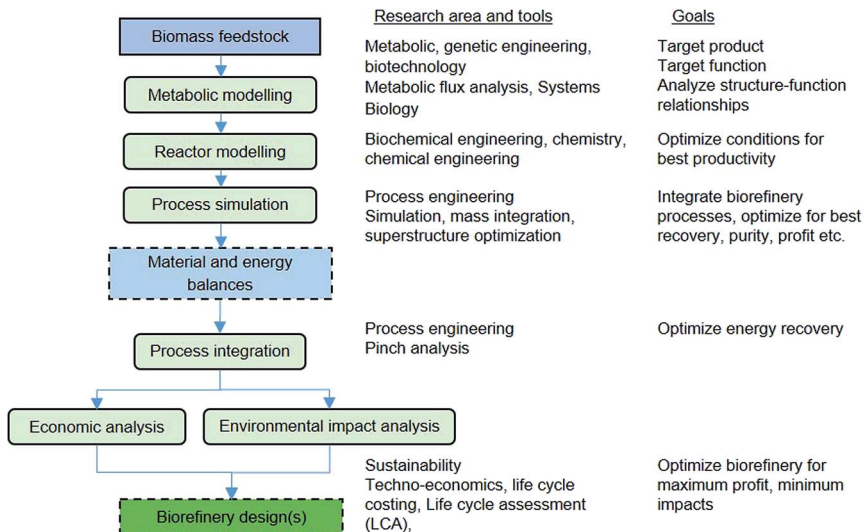 Research area and tools
Goals
Biomass feedstock
Metabolic, genetic engineering,
biotechnology
Metabolic flux analysis, Systems
Biology
Target product
Target function
Analyze structure-function
relationships
Metabolic modelling
Reactor modelling
Biochemical engineering, chemistry,
chemical engineering
Optimize conditions for
best productivity
Process simulation
Process engineering
Simulation, mass integration,
superstructure optimization
Integrate biorefinery
processes, optimize for best
recovery, purity, profit etc.
Material and energy
balances
Process integration
Process engineering
Pinch analysis
Optimize energy recovery
Economic analysis
Environmental impact analysis
Sustainability
Techno-economics, life cycle
costing, Life cycle assessment
(LCA),
Optimize biorefinery for
maximum profit, minimum
impacts
Biorefinery design(s)